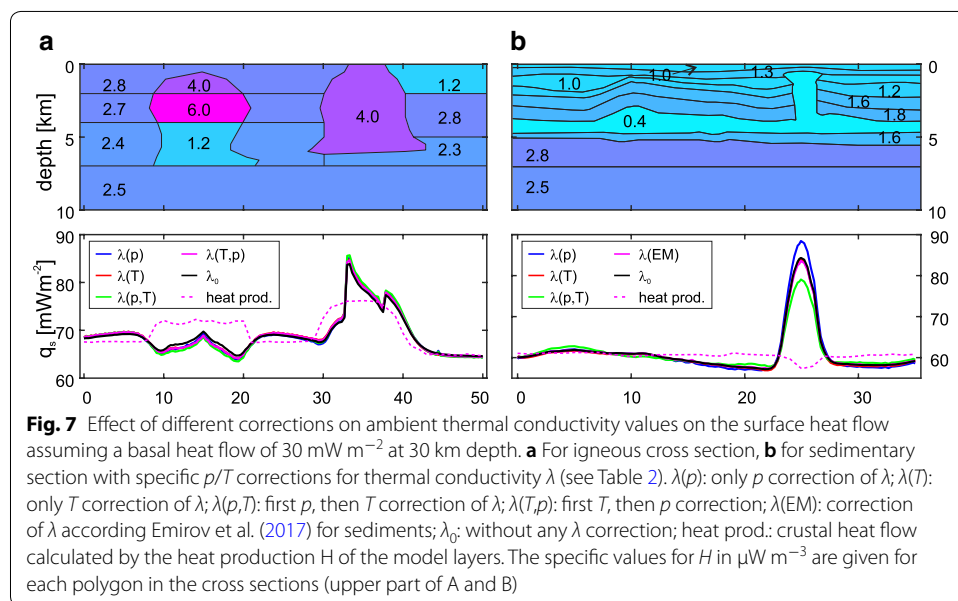 a
b
0
5
10
depth [km]
2.8
4.0
1.2
2.7
6.0
4.0
2.8
2.4
1.2
2.3
2.5
1.0
1.0
1.3
1.2
1.6
1.8
0.4
1.6
2.8
2.5
0
5
10
90
80
70
60
qs [mWm-2]
λ(p)
λ(T,p)
λ(T)
λ0
λ(p,T)
heat prod.
0 10 20 30 40 50
λ(p)
λ(EM)
λ(T)
λ0
λ(p,T)
heat prod.
90
80
70
60
0 10 20 30
Fig. 7 Effect of different corrections on ambient thermal conductivity values on the surface heat flow
assuming a basal heat flow of 30 mW m−2 at 30 km depth. a For igneous cross section, b for sedimentary
section with specific p/T corrections for thermal conductivity λ (see Table 2). λ(p): only p correction of λ; λ(T):
only T correction of λ; λ(p,T): first p, then T correction of λ; λ(T,p): first T, then p correction; λ(EM): correction
of λ according Emirov et al. (2017) for sediments; λ0: without any λ correction; heat prod.: crustal heat flow
calculated by the heat production H of the model layers. The specific values for H in μW m−3 are given for
each polygon in the cross sections (upper part of A and B)